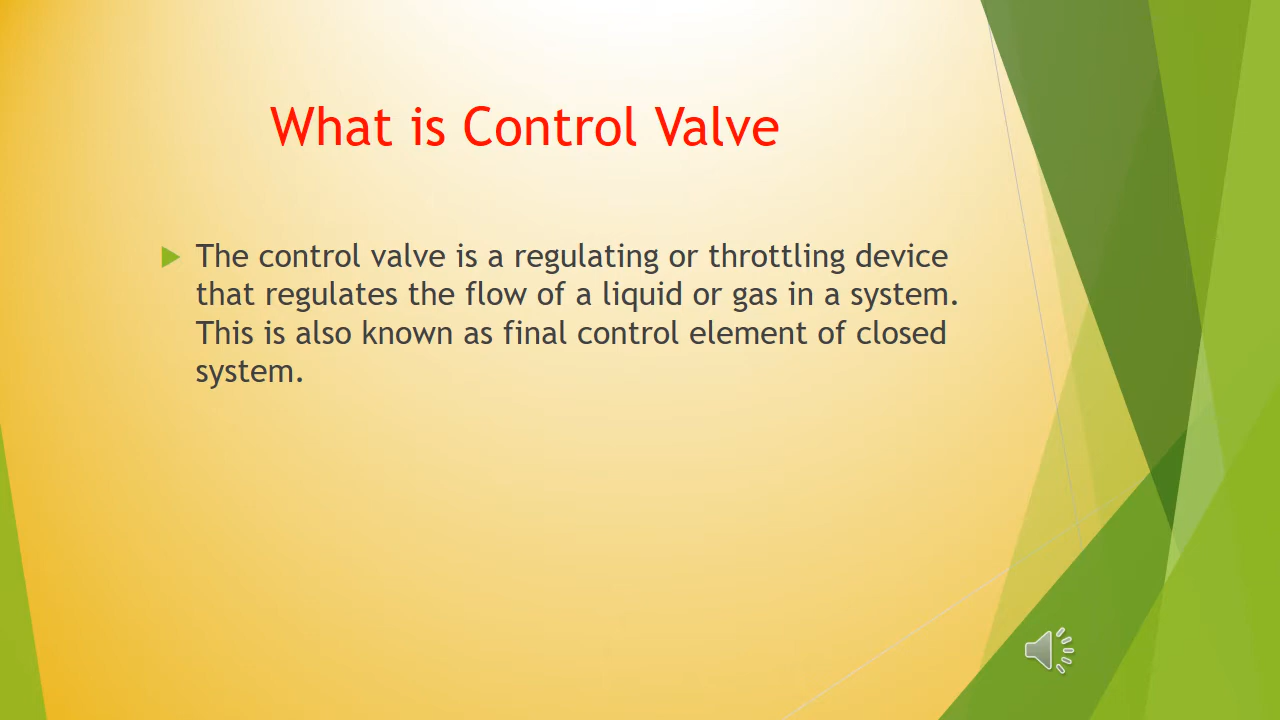 What is Control Valve
The control valve is a regulating or throttling device
that regulates the flow of a liquid or gas in a system.
This is also known as final control element of closed
system.